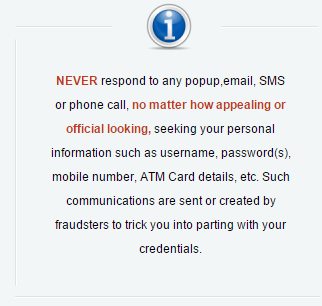 NEVER respond to any popup,email, SMS
or phone call, no matter how appealing or
official looking, seeking your personal
information such as username, password(s),
mobile number, ATM Card details, etc. Such
communications are sent or created by
fraudsters to trick you into parting with your
credentials.